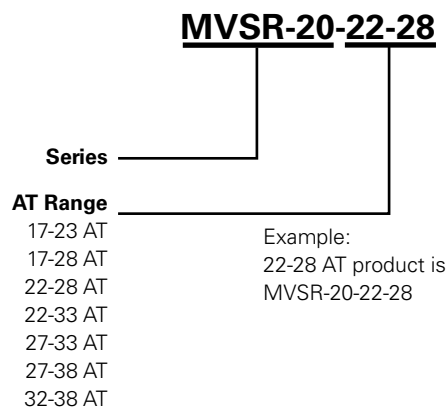 MVSR-20-22-28
Series
AT Range
17-23 AT
17-28 AT
22-28 AT
22-33 AT
27-33 AT
27-38 AT
32-38 AT
Example:
22-28 AT product is
MVSR-20-22-28